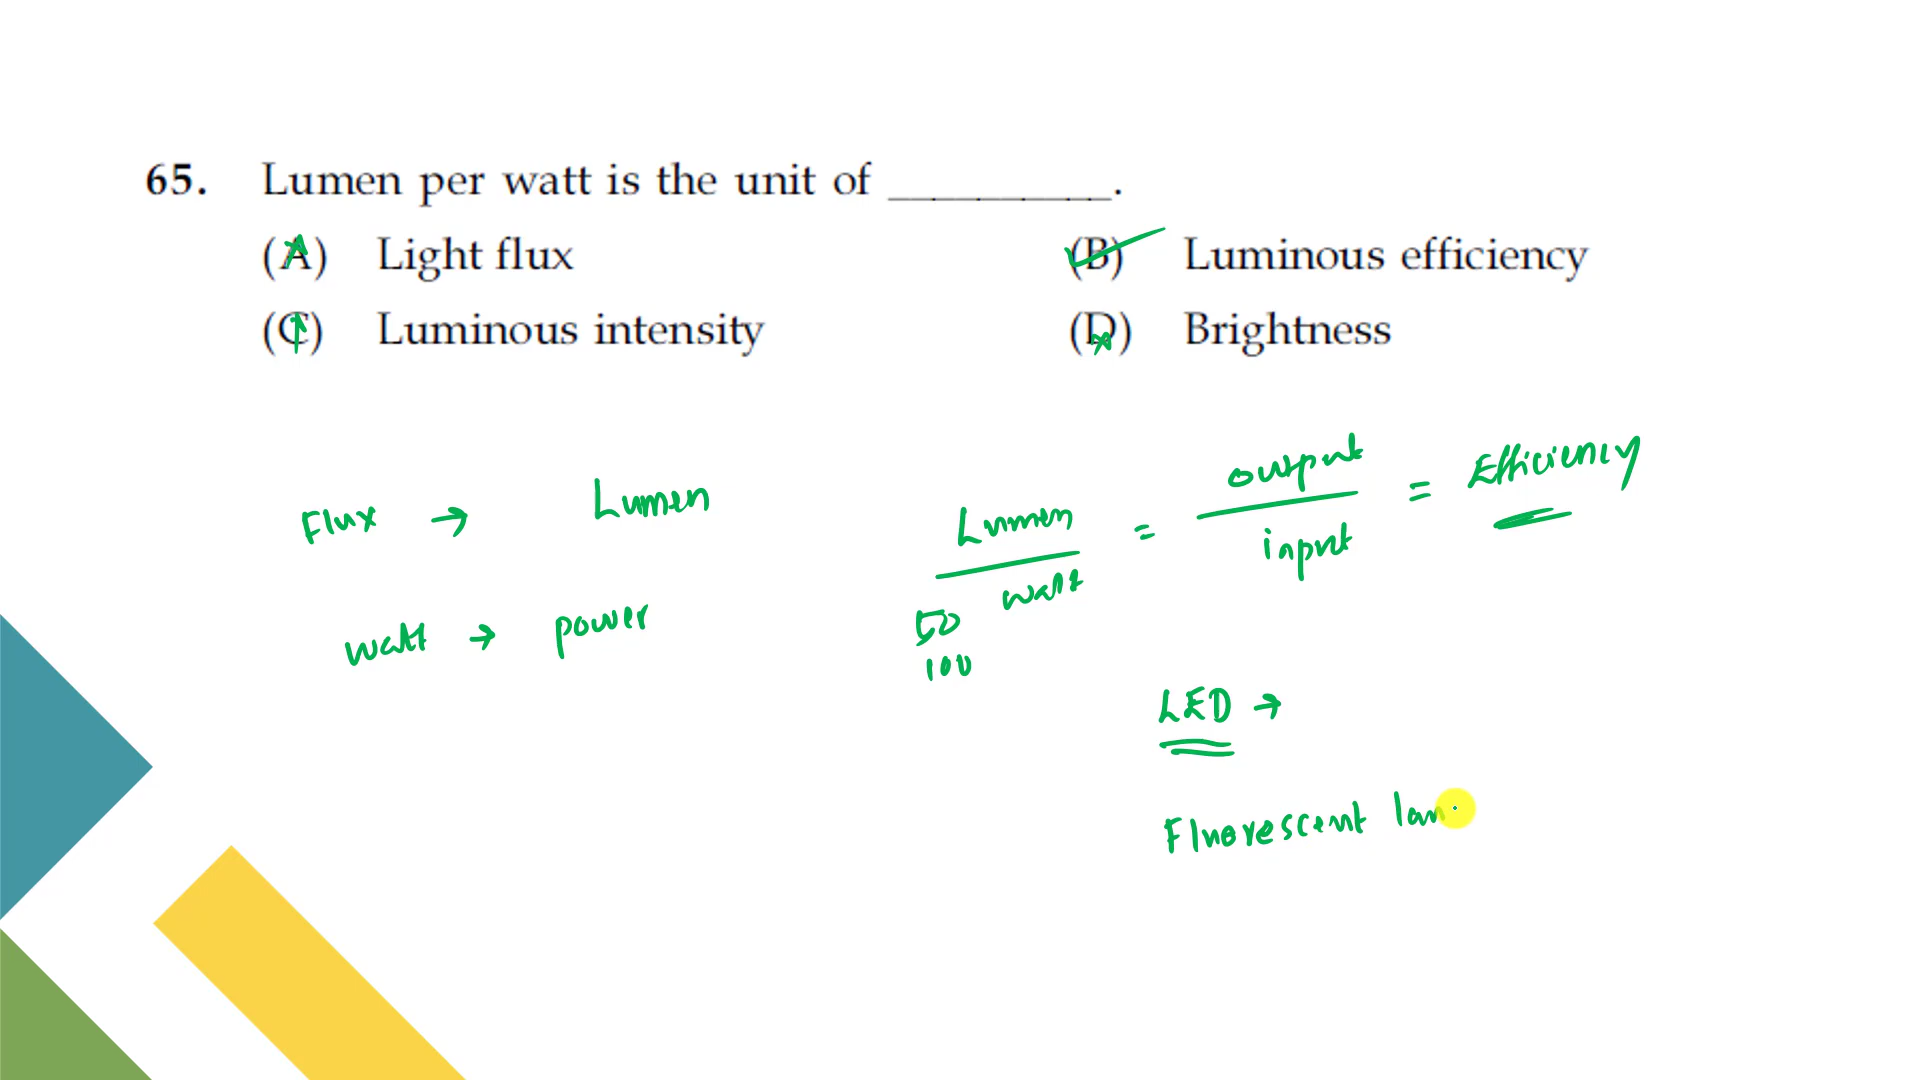 65. Lumen per watt is the unit of __________.
(A) Light flux
(B) Luminous efficiency
(C) Luminous intensity
(D) Brightness
Flux → Lumen
watt → power
Lumen / watt = output / input = Efficiency
50
100
LED →
Fluorescent lam